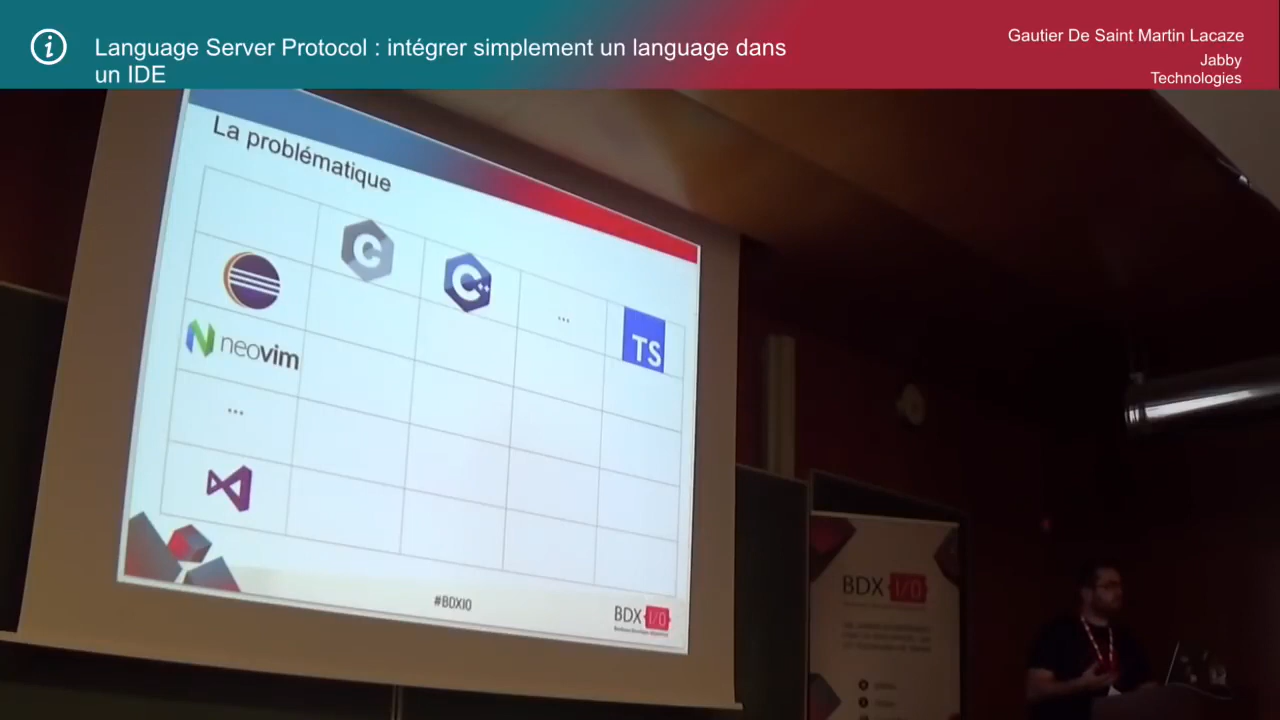 Language Server Protocol : intégrer simplement un language dans
un IDE
Gautier De Saint Martin Lacaze
Jabby
Technologies
La problématique
C
C++
...
TS
neovim
...
#BDXIO
BDX I/O
BDX I/O